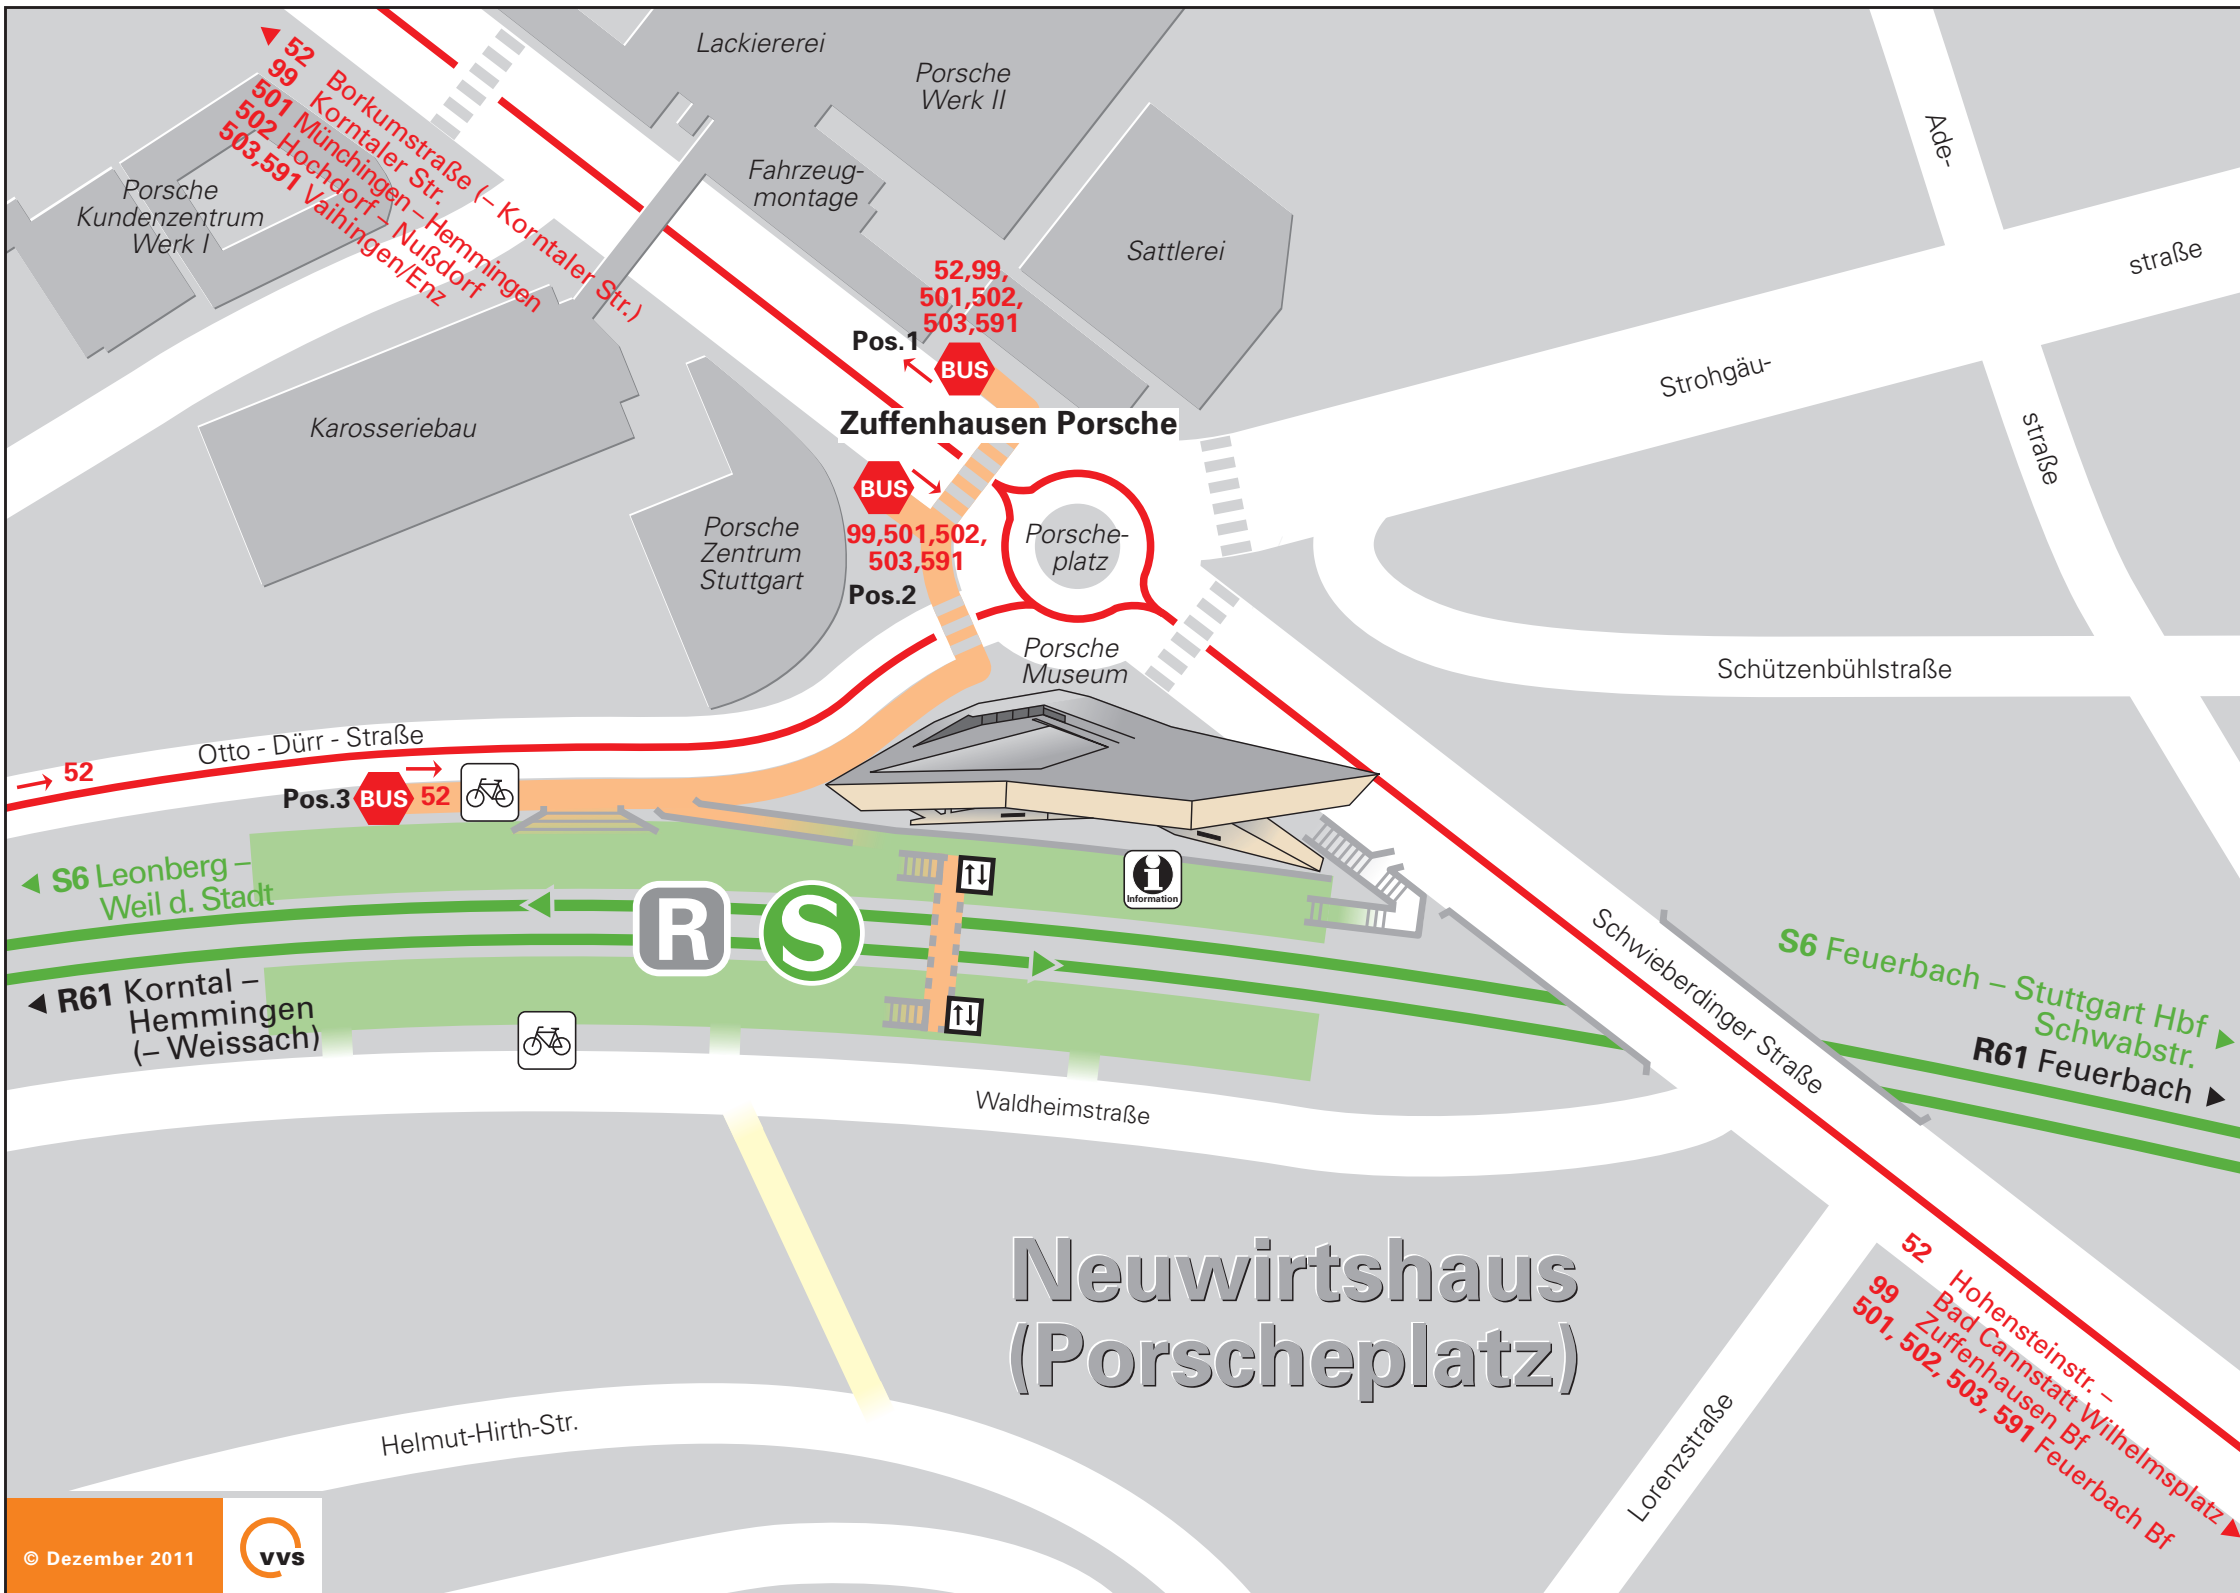 Lackiererei
Porsche
Werk II
52 Borkumstraße (– Korntaler Str.)
99 Korntaler Str.
501 Münchingen – Hemmingen
502 Hochdorf – Nußdorf
503,591 Vaihingen/Enz
Porsche
Kundenzentrum
Werk I
Fahrzeug-
montage
Sattlerei
Ade-
straße
straße
Strohgäu-
52,99,
501,502,
503,591
Pos.1
BUS
Zuffenhausen Porsche
Karosseriebau
BUS
99,501,502,
503,591
Pos.2
Porsche
Zentrum
Stuttgart
Porsche-
platz
Porsche
Museum
Schützenbühlstraße
Otto - Dürr - Straße
52
Pos.3 BUS 52
S6 Leonberg –
Weil d. Stadt
R S
i
Information
R61 Korntal –
Hemmingen
(– Weissach)
Schwieberdinger Straße
S6 Feuerbach – Stuttgart Hbf
Schwabstr.
R61 Feuerbach
Waldheimstraße
Neuwirtshaus
(Porscheplatz)
52 Hohensteinstr. –
Bad Cannstatt Wilhelmsplatz
99 Zuffenhausen Bf
501, 502, 503, 591 Feuerbach Bf
Helmut-Hirth-Str.
Lorenzstraße
© Dezember 2011
vvs